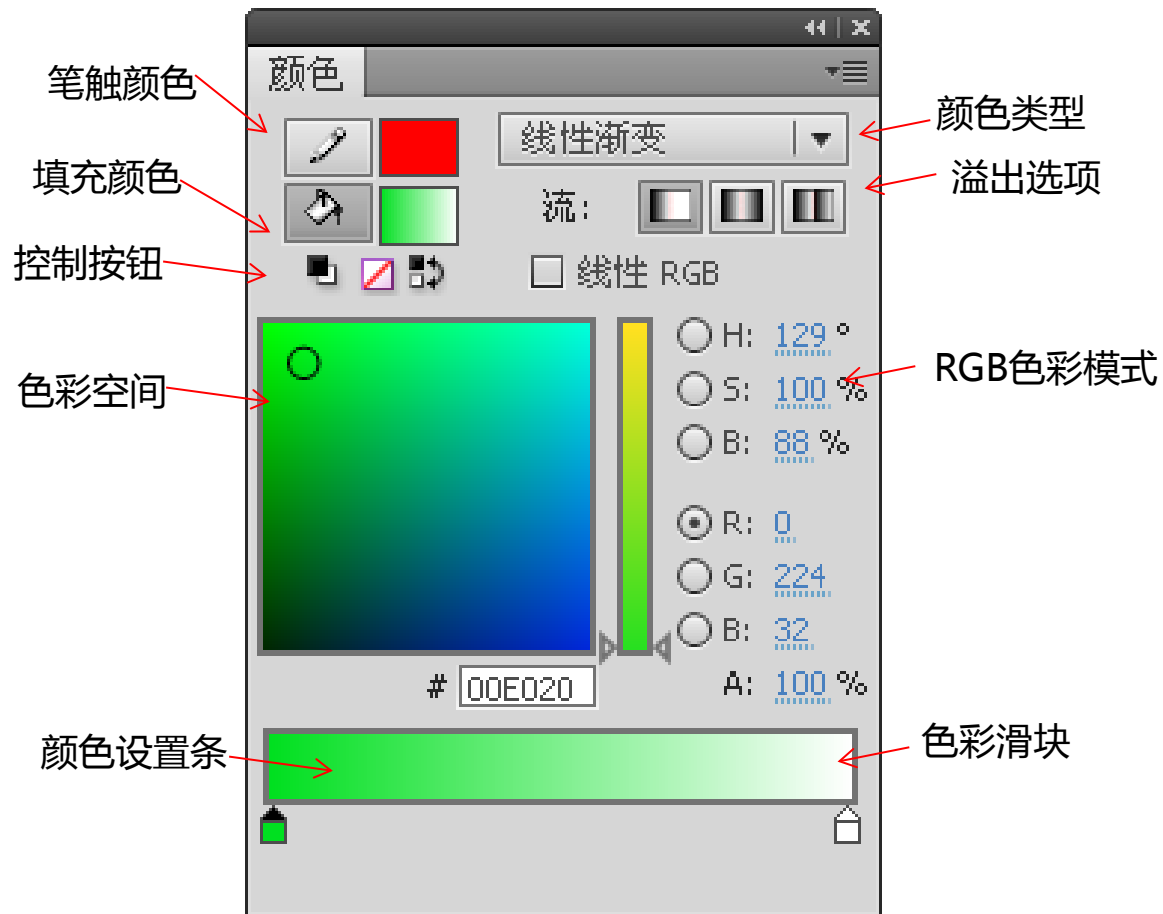 颜色
笔触颜色
填充颜色
控制按钮
色彩空间
颜色设置条
线性渐变
流:
线性 RGB
H: 129 °
S: 100 %
B: 88 %
R: 0
G: 224
B: 32
A: 100 %
# 00E020
颜色类型
溢出选项
RGB色彩模式
色彩滑块